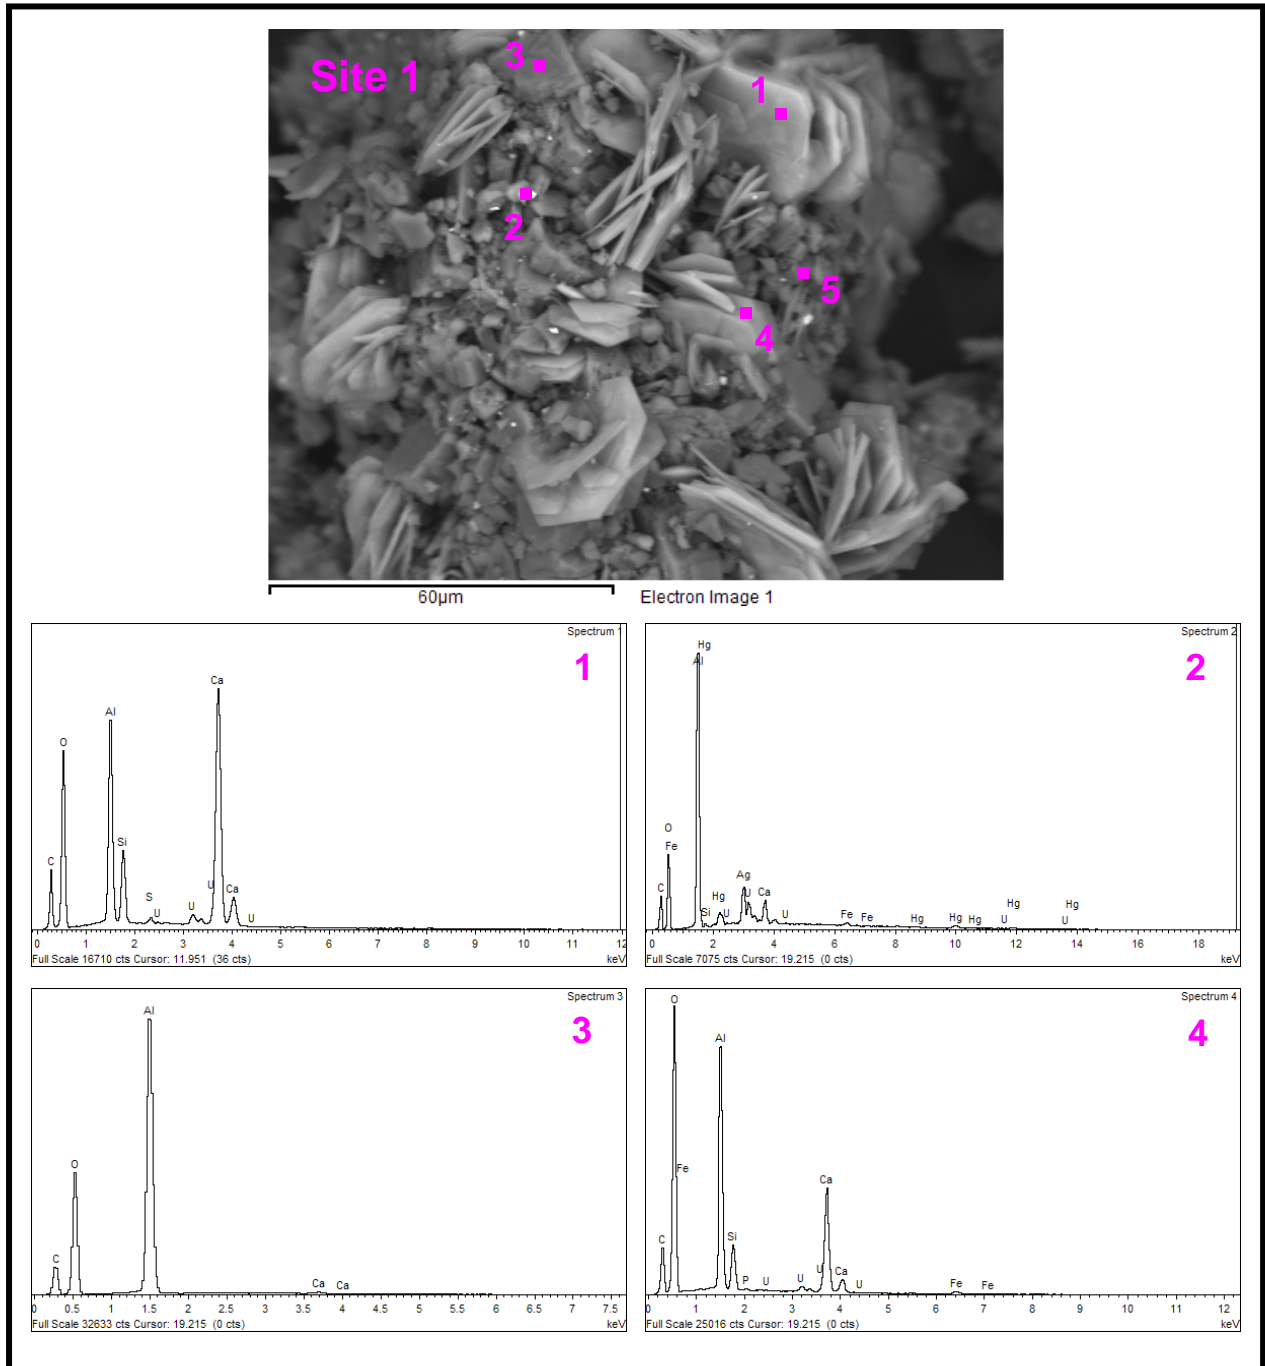 Site 1
3
1
2
5
4
60µm Electron Image 1
Spectrum 1
1
Ca
Al
O
Si
C
S
U
U
U
Ca
U
0 1 2 3 4 5 6 7 8 9 10 11 12
Full Scale 16710 cts Cursor: 11.951 (36 cts) keV
Spectrum 2
2
Hg
Al
O
Fe
C
Si
Hg
U
Ag
U
Ca
U
Fe
Fe
Hg
Hg
Hg
Hg
U
Hg
U
0 2 4 6 8 10 12 14 16 18
Full Scale 7075 cts Cursor: 19.215 (0 cts) keV
Spectrum 3
3
Al
O
C
Ca
Ca
0 0.5 1 1.5 2 2.5 3 3.5 4 4.5 5 5.5 6 6.5 7 7.5
Full Scale 32633 cts Cursor: 19.215 (0 cts) keV
Spectrum 4
4
O
Al
Fe
Ca
C
Si
P
U
U
U
Ca
U
Fe
Fe
0 1 2 3 4 5 6 7 8 9 10 11 12
Full Scale 25016 cts Cursor: 19.215 (0 cts) keV